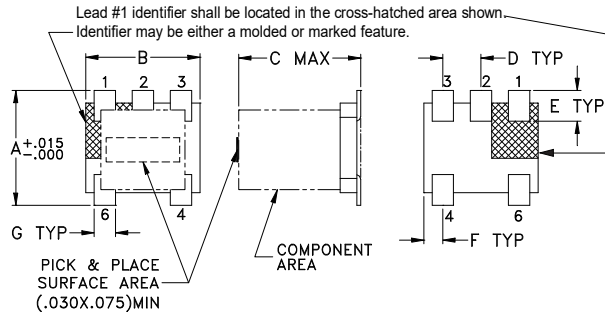 Lead #1 identifier shall be located in the cross-hatched area shown.
Identifier may be either a molded or marked feature.
B
C MAX
D TYP
1 2 3
3 2 1
E TYP
A +.015
-.000
6 4
4 6
G TYP
F TYP
COMPONENT
AREA
PICK & PLACE
SURFACE AREA
(.030X.075)MIN